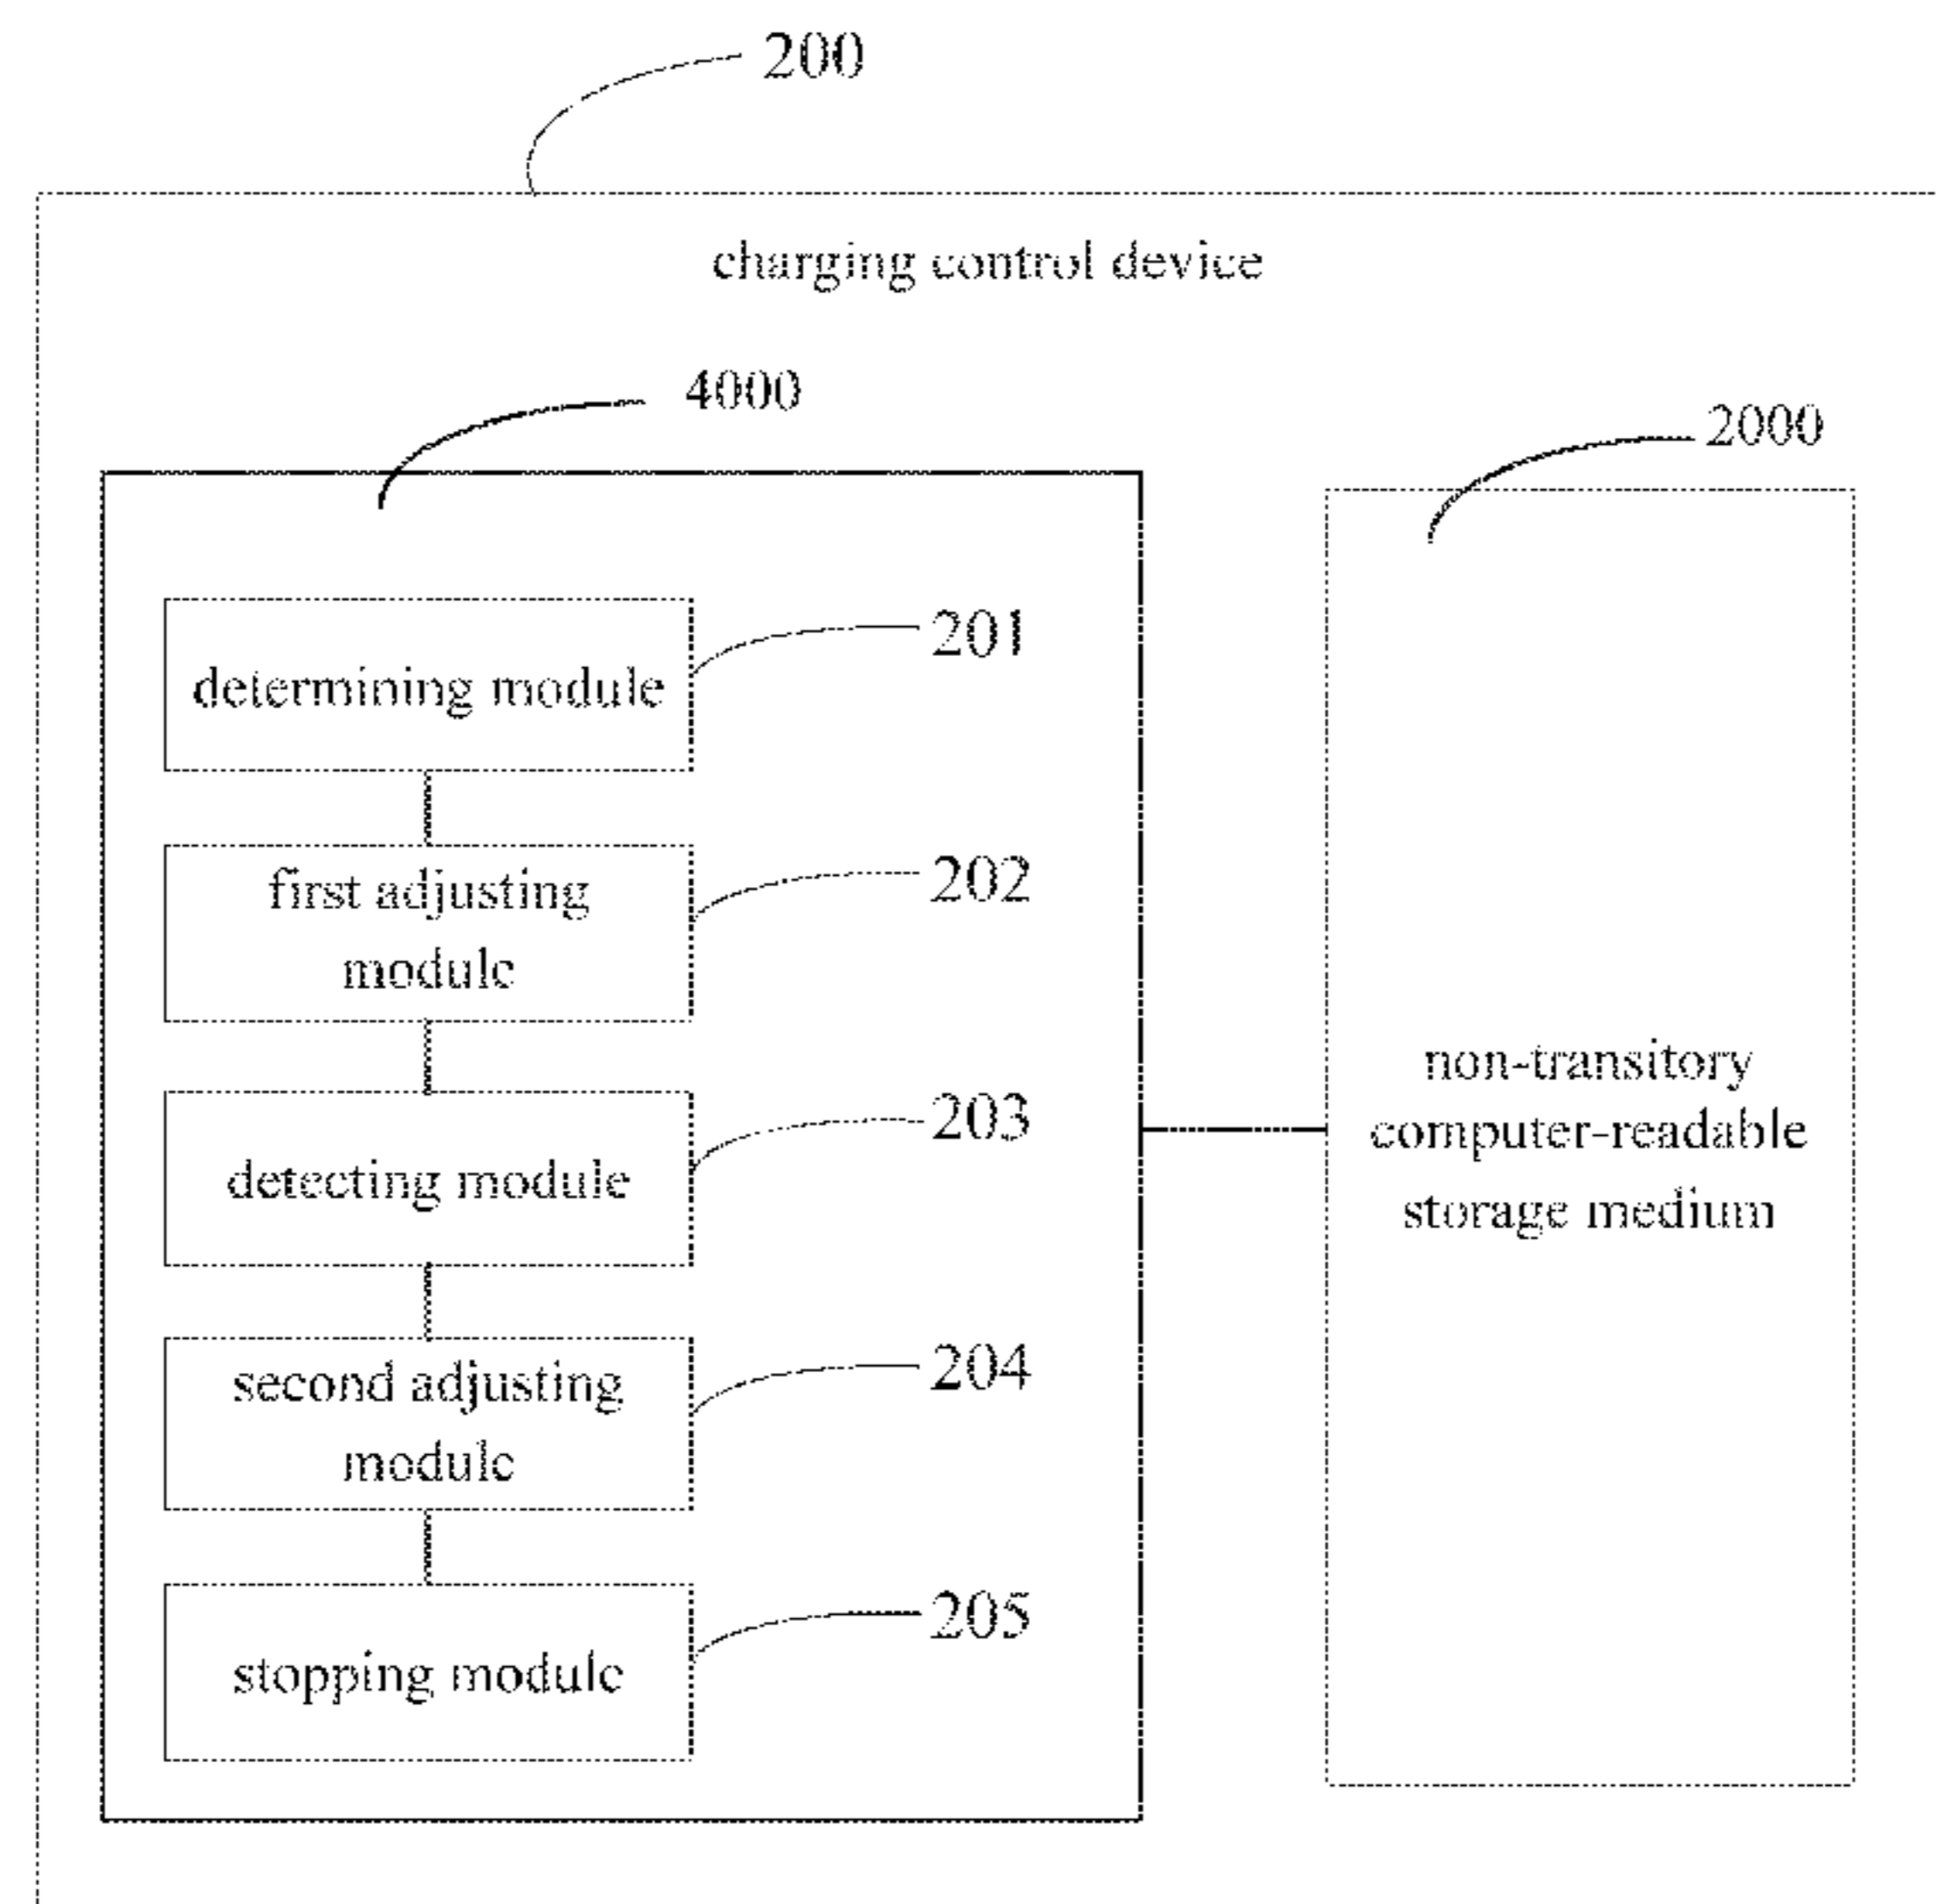 200
charging control device
4000
2000
201
determining module
202
first adjusting
module
203
detecting module
non-transitory
computer-readable
storage medium
204
second adjusting
module
205
stopping module